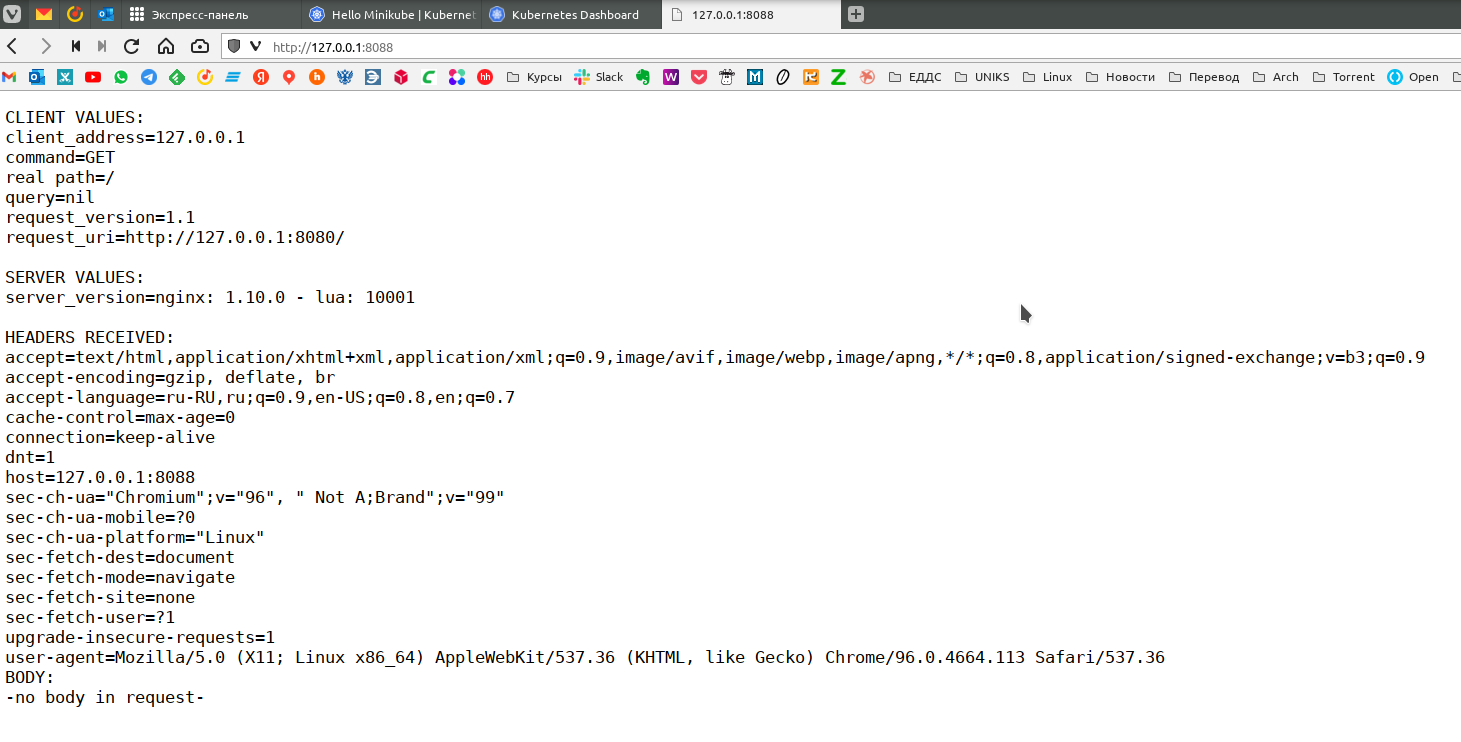 Экспресс-панель
Hello Minikube | Kubernet
Kubernetes Dashboard
127.0.0.1:8088
http://127.0.0.1:8088
hh
Курсы
Slack
W
M
ЕДДС
UNIKS
Linux
Новости
Перевод
Arch
Torrent
Open
CLIENT VALUES:
client_address=127.0.0.1
command=GET
real path=/
query=nil
request_version=1.1
request_uri=http://127.0.0.1:8080/
SERVER VALUES:
server_version=nginx: 1.10.0 - lua: 10001
HEADERS RECEIVED:
accept=text/html,application/xhtml+xml,application/xml;q=0.9,image/avif,image/webp,image/apng,*/*;q=0.8,application/signed-exchange;v=b3;q=0.9
accept-encoding=gzip, deflate, br
accept-language=ru-RU,ru;q=0.9,en-US;q=0.8,en;q=0.7
cache-control=max-age=0
connection=keep-alive
dnt=1
host=127.0.0.1:8088
sec-ch-ua="Chromium";v="96", " Not A;Brand";v="99"
sec-ch-ua-mobile=?0
sec-ch-ua-platform="Linux"
sec-fetch-dest=document
sec-fetch-mode=navigate
sec-fetch-site=none
sec-fetch-user=?1
upgrade-insecure-requests=1
user-agent=Mozilla/5.0 (X11; Linux x86_64) AppleWebKit/537.36 (KHTML, like Gecko) Chrome/96.0.4664.113 Safari/537.36
BODY:
-no body in request-